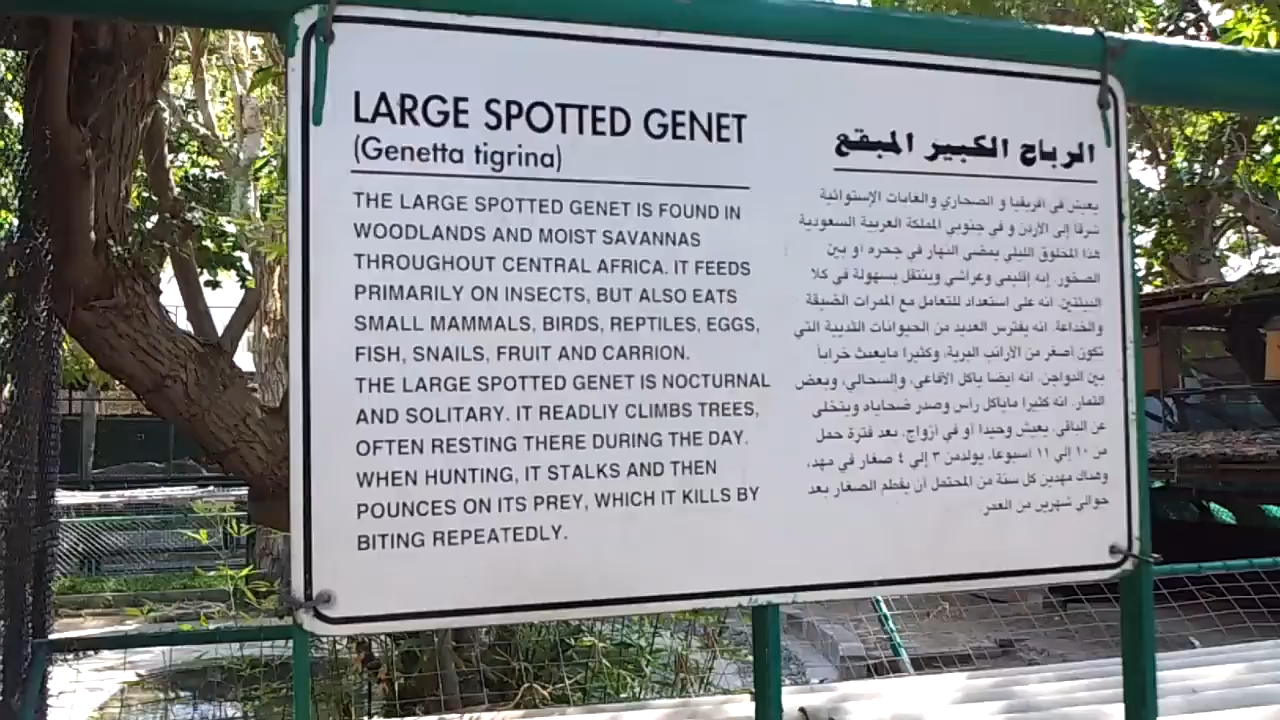 LARGE SPOTTED GENET
(Genetta tigrina)
THE LARGE SPOTTED GENET IS FOUND IN
WOODLANDS AND MOIST SAVANNAS
THROUGHOUT CENTRAL AFRICA. IT FEEDS
PRIMARILY ON INSECTS, BUT ALSO EATS
SMALL MAMMALS, BIRDS, REPTILES, EGGS,
FISH, SNAILS, FRUIT AND CARRION.
THE LARGE SPOTTED GENET IS NOCTURNAL
AND SOLITARY. IT READLIY CLIMBS TREES,
OFTEN RESTING THERE DURING THE DAY.
WHEN HUNTING, IT STALKS AND THEN
POUNCES ON ITS PREY, WHICH IT KILLS BY
BITING REPEATEDLY.
الرباح الكبير المبقع
يعيش في افريقيا و الصحاري والغابات الإستوائية
شرقا إلى الأردن و في جنوبي المملكة العربية السعودية
هذا المخلوق الليلي يمضي النهار في جحره او بين
الصخور. إنه إقليمي وعراشي وينتقل بسهولة في كلا
البيئتين. انه على استعداد للتعامل مع الممرات الضيقة
والخداعة. انه يفترس العديد من الحيوانات الثديية التي
تكون أصغر من الأرانب البرية، وكثيرا مايعيث خراباً
بين الدواجن. انه ايضا يأكل الأفاعي، والسحالي، وبعض
الثمار. انه كثيرا ماياكل راس وصدر ضحاياه ويتخلى
عن الباقي. يعيش وحيدا أو في أزواج. بعد فترة حمل
من ١٠ إلى ١١ اسبوعا، يولدمن ٣ إلى ٤ صغار في مهد،
وهناك مهدين كل سنة من المحتمل أن يفطم الصغار بعد
حوالي شهرين من العمر.